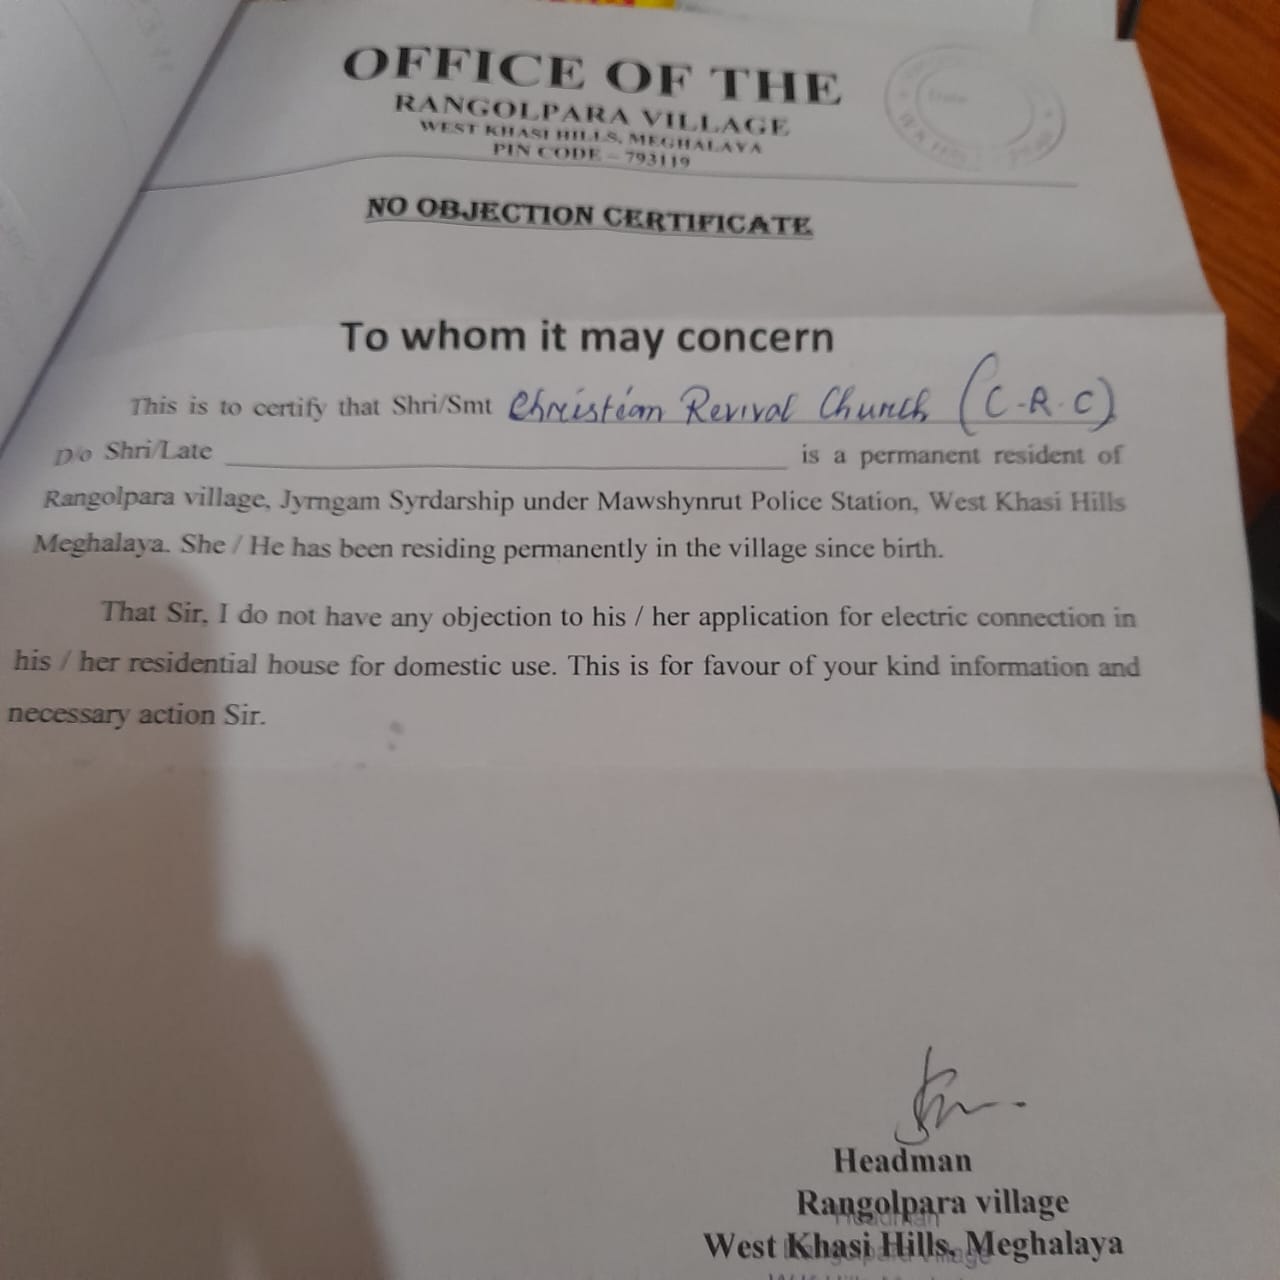 OFFICE OF THE
RANGOLPARA VILLAGE
WEST KHASI HILLS, MEGHALAYA
PIN CODE – 793119
NO OBJECTION CERTIFICATE
To whom it may concern
This is to certify that Shri/Smt Christian Revival Church (C.R.C)
D/o Shri/Late ____________ is a permanent resident of
Rangolpara village, Jyrngam Syrdarship under Mawshynrut Police Station, West Khasi Hills
Meghalaya. She / He has been residing permanently in the village since birth.
That Sir, I do not have any objection to his / her application for electric connection in
his / her residential house for domestic use. This is for favour of your kind information and
necessary action Sir.
Headman
Rangolpara village
West Khasi Hills, Meghalaya